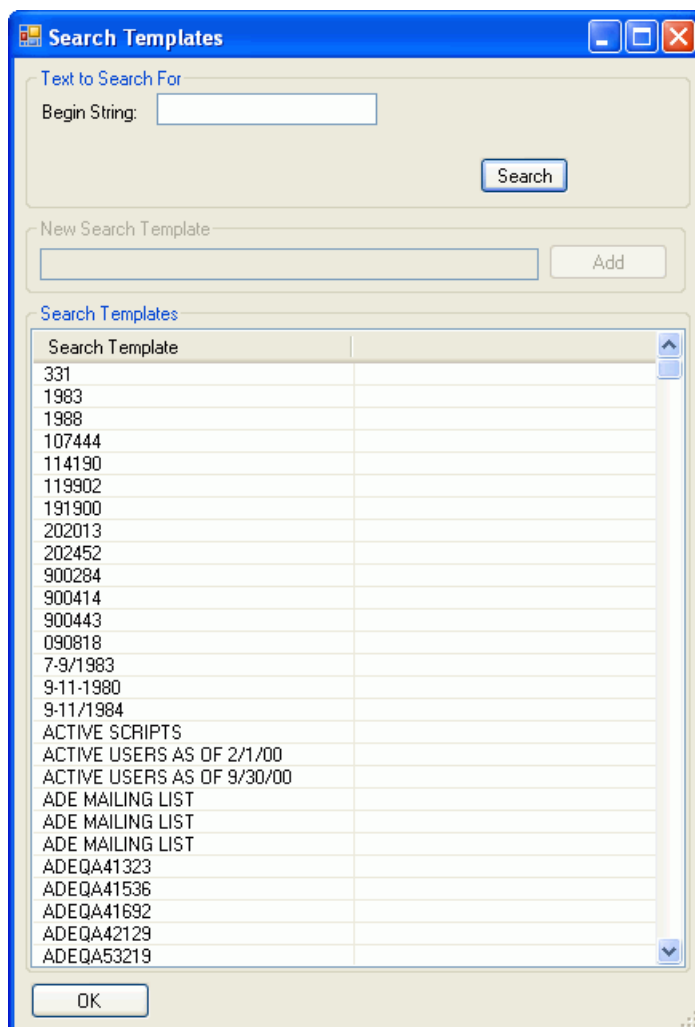 Search Templates
Text to Search For
Begin String:
Search
New Search Template
Add
Search Templates
Search Template
331
1983
1988
107444
114190
119902
191900
202013
202452
900284
900414
900443
090818
7-9/1983
9-11-1980
9-11/1984
ACTIVE SCRIPTS
ACTIVE USERS AS OF 2/1/00
ACTIVE USERS AS OF 9/30/00
ADE MAILING LIST
ADE MAILING LIST
ADE MAILING LIST
ADEQA41323
ADEQA41536
ADEQA41692
ADEQA42129
ADEQA53219
OK